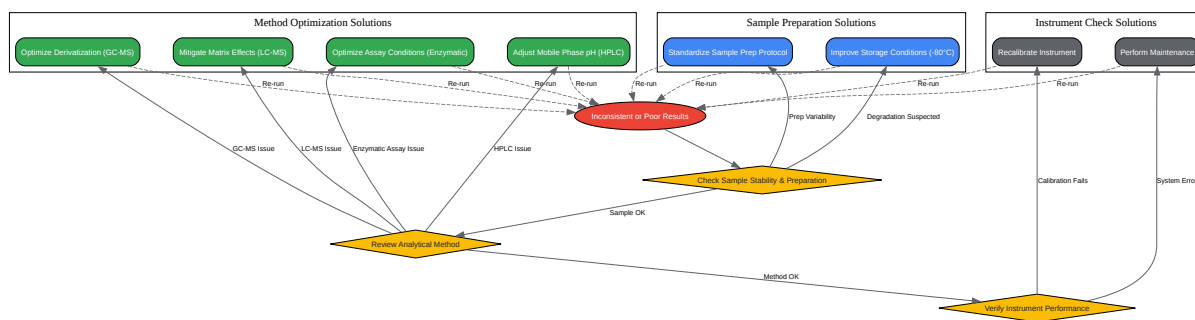 Method Optimization Solutions
Sample Preparation Solutions
Instrument Check Solutions
Optimize Derivatization (GC-MS)
Mitigate Matrix Effects (LC-MS)
Optimize Assay Conditions (Enzymatic)
Adjust Mobile Phase pH (HPLC)
Standardize Sample Prep Protocol
Improve Storage Conditions (-80°C)
Recalibrate Instrument
Perform Maintenance
Re-run
Re-run
Re-run
Re-run
Re-run
Re-run
Re-run
Re-run
Inconsistent or Poor Results
Prep Variability
Degradation Suspected
GC-MS Issue
LC-MS Issue
Enzymatic Assay Issue
HPLC Issue
Check Sample Stability & Preparation
Calibration Fails
System Erro
Sample OK
Review Analytical Method
Method OK
Verify Instrument Performance